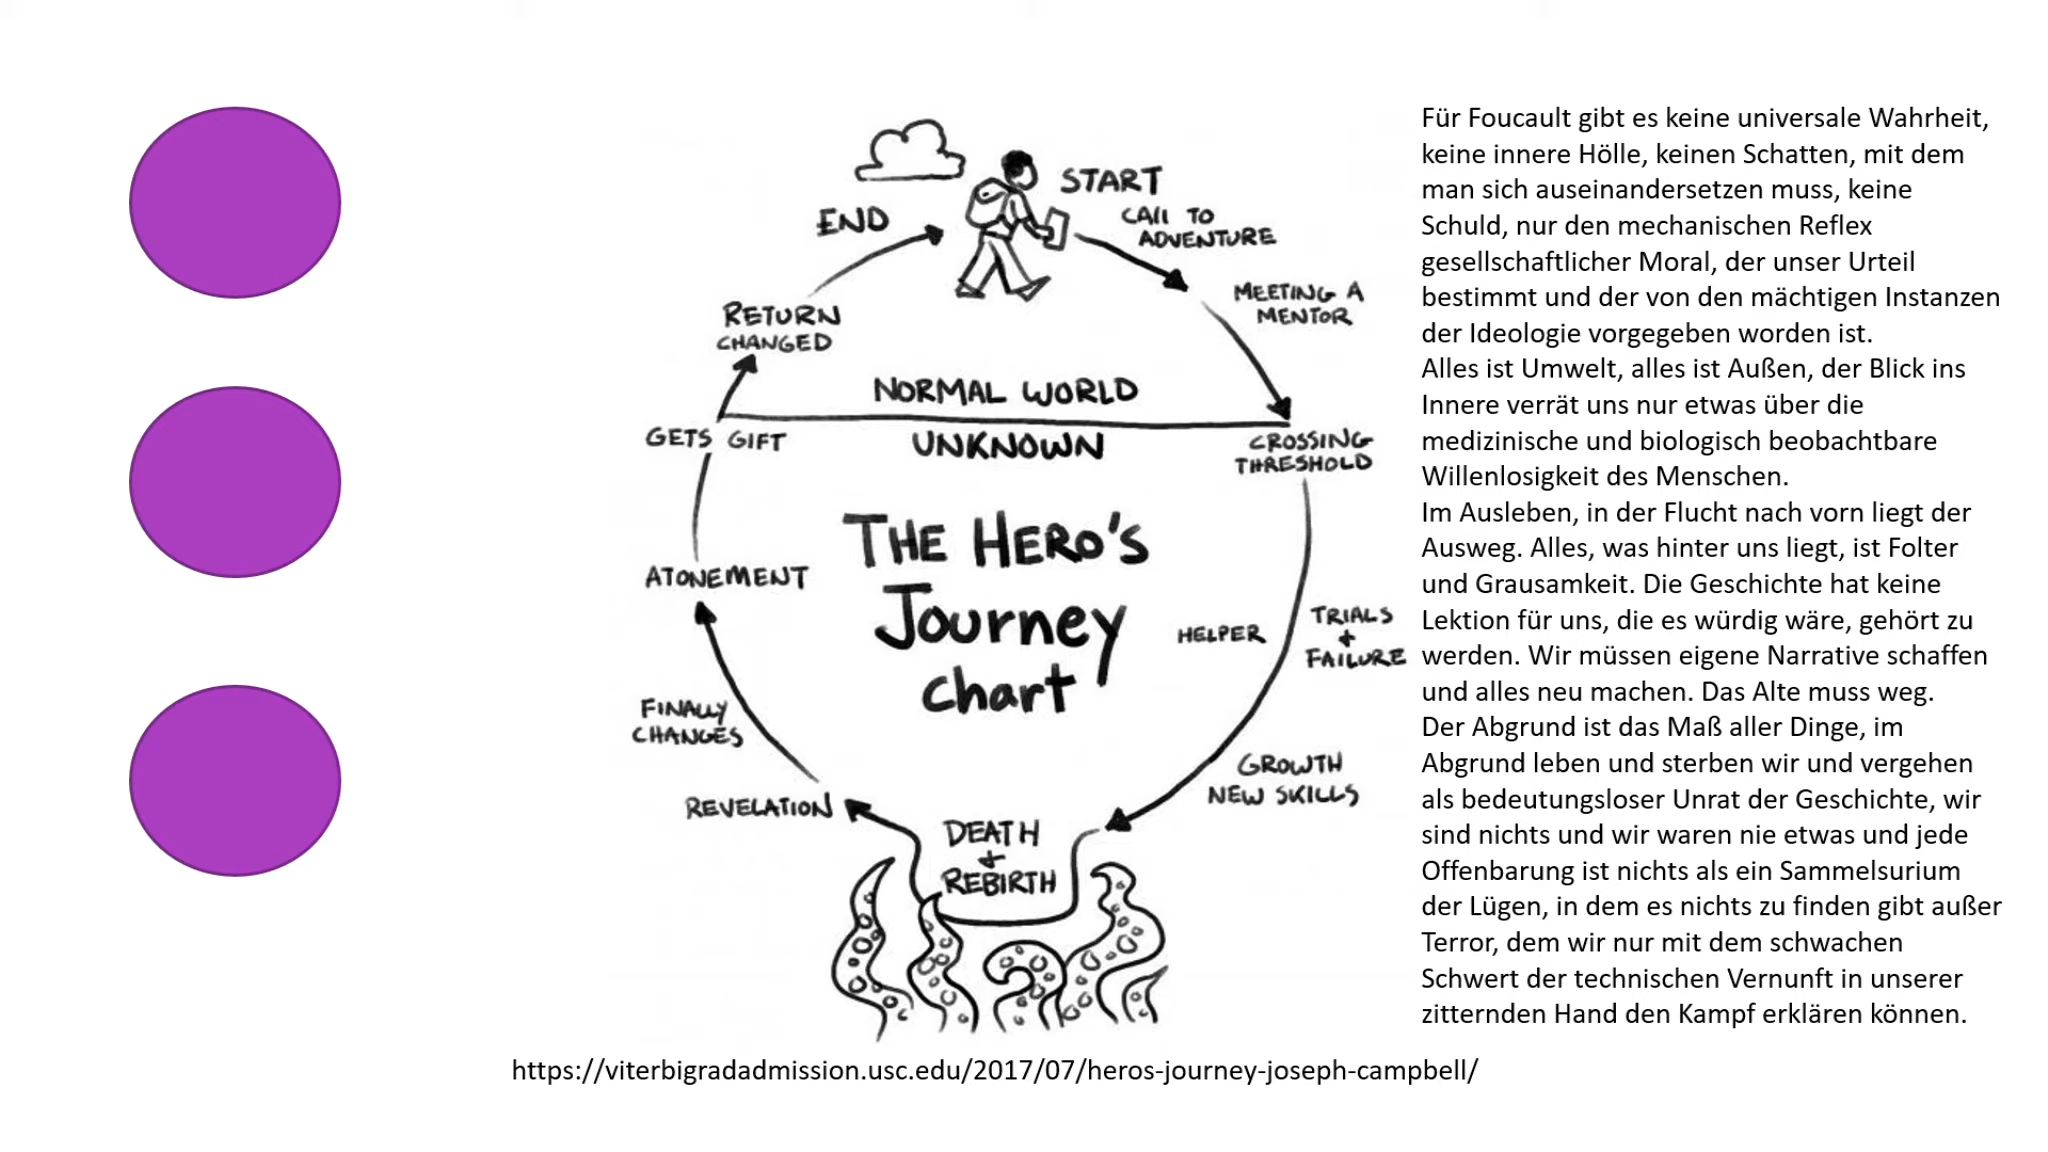 START
CAll TO
ADVENTURE
END
MEETING A
MENTOR
RETURN
CHANGED
NORMAL WORLD
GETS GIFT
UNKNOWN
CROSSING
THRESHOLD
THE HERO'S
Journey
chart
ATONEMENT
HELPER
TRIALS
+
FAILURE
FINALLY
CHANGES
GROWTH
NEW SKILLS
REVELATION
DEATH
+
REBIRTH
Für Foucault gibt es keine universale Wahrheit,
keine innere Hölle, keinen Schatten, mit dem
man sich auseinandersetzen muss, keine
Schuld, nur den mechanischen Reflex
gesellschaftlicher Moral, der unser Urteil
bestimmt und der von den mächtigen Instanzen
der Ideologie vorgegeben worden ist.
Alles ist Umwelt, alles ist Außen, der Blick ins
Innere verrät uns nur etwas über die
medizinische und biologisch beobachtbare
Willenlosigkeit des Menschen.
Im Ausleben, in der Flucht nach vorn liegt der
Ausweg. Alles, was hinter uns liegt, ist Folter
und Grausamkeit. Die Geschichte hat keine
Lektion für uns, die es würdig wäre, gehört zu
werden. Wir müssen eigene Narrative schaffen
und alles neu machen. Das Alte muss weg.
Der Abgrund ist das Maß aller Dinge, im
Abgrund leben und sterben wir und vergehen
als bedeutungsloser Unrat der Geschichte, wir
sind nichts und wir waren nie etwas und jede
Offenbarung ist nichts als ein Sammelsurium
der Lügen, in dem es nichts zu finden gibt außer
Terror, dem wir nur mit dem schwachen
Schwert der technischen Vernunft in unserer
zitternden Hand den Kampf erklären können.
https://viterbigradadmission.usc.edu/2017/07/heros-journey-joseph-campbell/